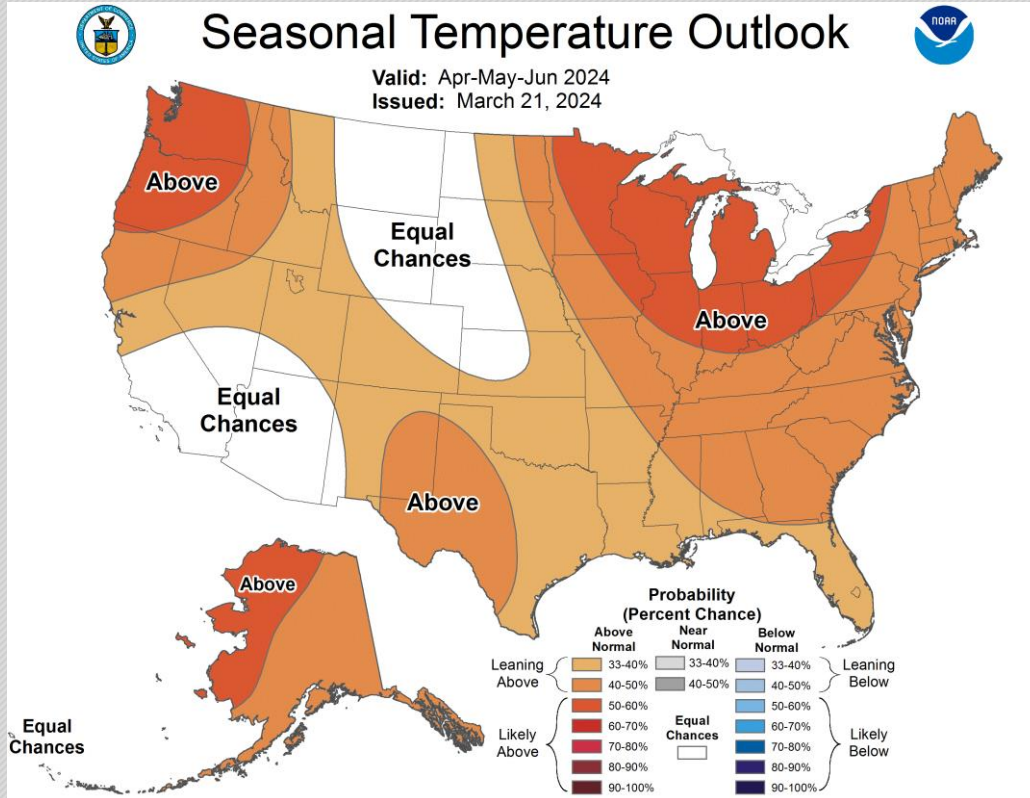 Seasonal Temperature Outlook
NOAA
Valid: Apr-May-Jun 2024
Issued: March 21, 2024
Above
Equal
Chances
Above
Equal
Chances
Above
Above
Equal
Chances
Probability
(Percent Chance)
Above
Normal
Near
Normal
Below
Normal
Leaning
Above
33-40%
33-40%
33-40%
Leaning
Below
40-50%
40-50%
40-50%
Likely
Above
50-60%
50-60%
Likely
Below
60-70%
Equal
Chances
60-70%
70-80%
70-80%
80-90%
80-90%
90-100%
90-100%